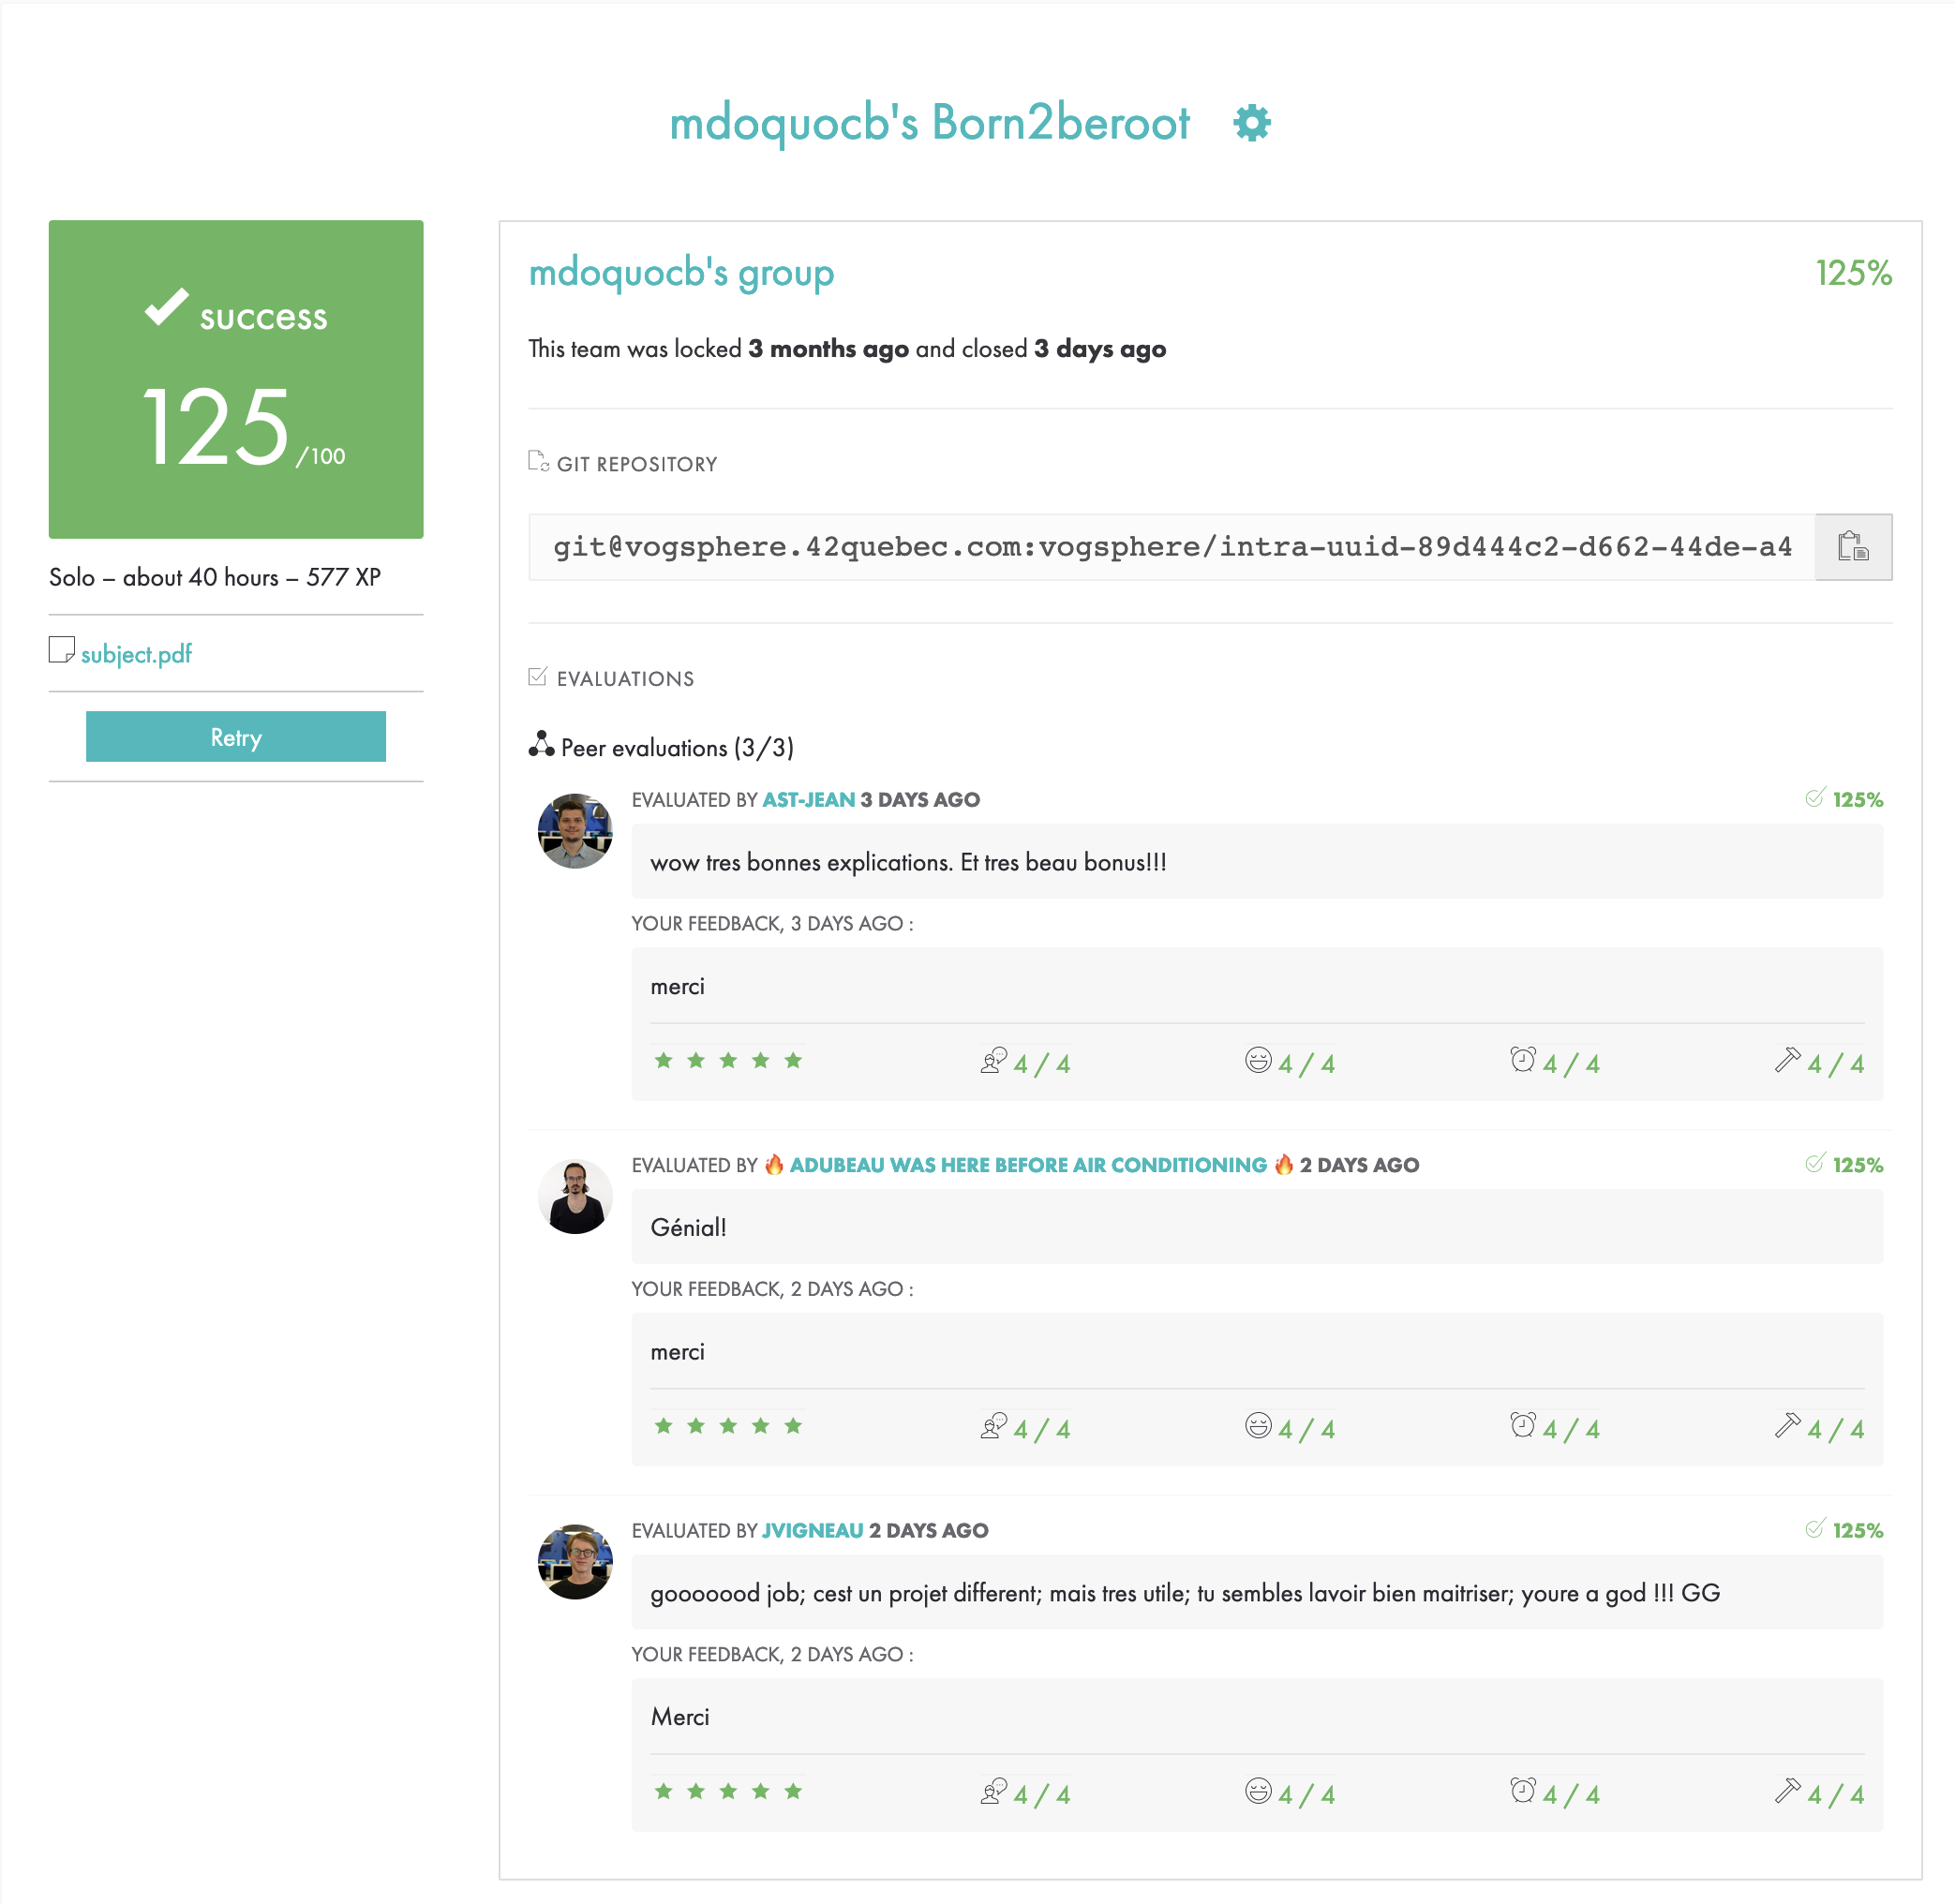 mdoquocb's Born2beroot
success
125 /100
Solo – about 40 hours – 577 XP
subject.pdf
Retry
mdoquocb's group 125%
This team was locked 3 months ago and closed 3 days ago
GIT REPOSITORY
git@vogsphere.42quebec.com:vogsphere/intra-uuid-89d444c2-d662-44de-a4
EVALUATIONS
Peer evaluations (3/3)
EVALUATED BY AST-JEAN 3 DAYS AGO 125%
wow tres bonnes explications. Et tres beau bonus!!!
YOUR FEEDBACK, 3 DAYS AGO :
merci
4 / 4 4 / 4 4 / 4 4 / 4
EVALUATED BY 🔥 ADUBEAU WAS HERE BEFORE AIR CONDITIONING 🔥 2 DAYS AGO 125%
Génial!
YOUR FEEDBACK, 2 DAYS AGO :
merci
4 / 4 4 / 4 4 / 4 4 / 4
EVALUATED BY JVIGNEAU 2 DAYS AGO 125%
gooooood job; cest un projet different; mais tres utile; tu sembles lavoir bien maitriser; youre a god !!! GG
YOUR FEEDBACK, 2 DAYS AGO :
Merci
4 / 4 4 / 4 4 / 4 4 / 4